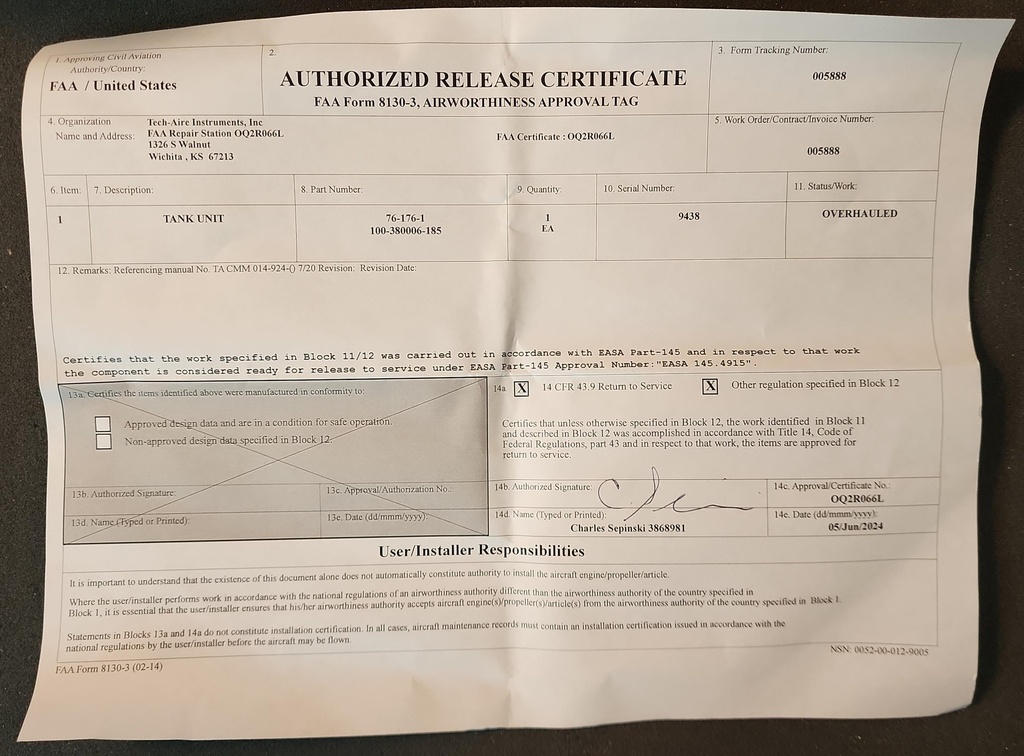 1. Approving Civil Aviation
Authority/Country:
FAA / United States
2.
AUTHORIZED RELEASE CERTIFICATE
FAA Form 8130-3, AIRWORTHINESS APPROVAL TAG
3. Form Tracking Number:
005888
4. Organization
Name and Address:
Tech-Aire Instruments, Inc
FAA Repair Station OQ2R066L
1326 S Walnut
Wichita , KS 67213
FAA Certificate : OQ2R066L
5. Work Order/Contract/Invoice Number:
005888
6. Item:
7. Description:
8. Part Number:
9. Quantity:
10. Serial Number:
11. Status/Work:
1
TANK UNIT
76-176-1
100-380006-185
1
EA
9438
OVERHAULED
12. Remarks: Referencing manual No. TA CMM 014-924-() 7/20 Revision: Revision Date:
Certifies that the work specified in Block 11/12 was carried out in accordance with EASA Part-145 and in respect to that work
the component is considered ready for release to service under EASA Part-145 Approval Number:"EASA 145.4915".
13a. Certifies the items identified above were manufactured in conformity to:
Approved design data and are in a condition for safe operation.
Non-approved design data specified in Block 12.
13b. Authorized Signature:
13c. Approval/Authorization No.:
13d. Name (Typed or Printed):
13e. Date (dd/mmm/yyyy):
14a
X
14 CFR 43.9 Return to Service
X
Other regulation specified in Block 12
Certifies that unless otherwise specified in Block 12, the work identified in Block 11
and described in Block 12 was accomplished in accordance with Title 14, Code of
Federal Regulations, part 43 and in respect to that work, the items are approved for
return to service.
14b. Authorized Signature:
14c. Approval/Certificate No.:
OQ2R066L
14d. Name (Typed or Printed):
Charles Sepinski 3868981
14e. Date (dd/mmm/yyyy):
05/Jun/2024
User/Installer Responsibilities
It is important to understand that the existence of this document alone does not automatically constitute authority to install the aircraft engine/propeller/article.
Where the user/installer performs work in accordance with the national regulations of an airworthiness authority different than the airworthiness authority of the country specified in
Block 1, it is essential that the user/installer ensures that his/her airworthiness authority accepts aircraft engine(s)/propeller(s)/article(s) from the airworthiness authority of the country specified in Block 1.
Statements in Blocks 13a and 14a do not constitute installation certification. In all cases, aircraft maintenance records must contain an installation certification issued in accordance with the
national regulations by the user/installer before the aircraft may be flown.
FAA Form 8130-3 (02-14)
NSN: 0052-00-012-9005